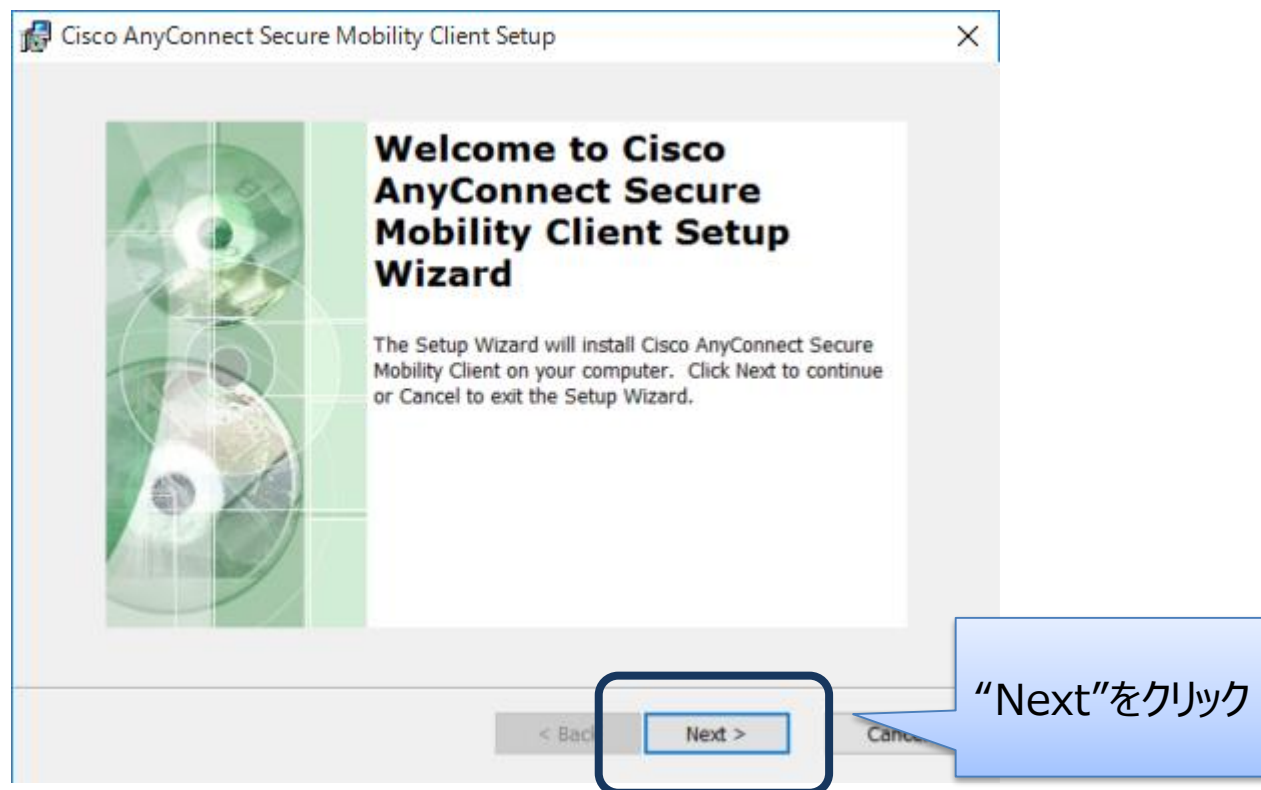 Cisco AnyConnect Secure Mobility Client Setup
Welcome to Cisco
AnyConnect Secure
Mobility Client Setup
Wizard
The Setup Wizard will install Cisco AnyConnect Secure
Mobility Client on your computer. Click Next to continue
or Cancel to exit the Setup Wizard.
< Back
Next >
Cancel
“Next”をクリック